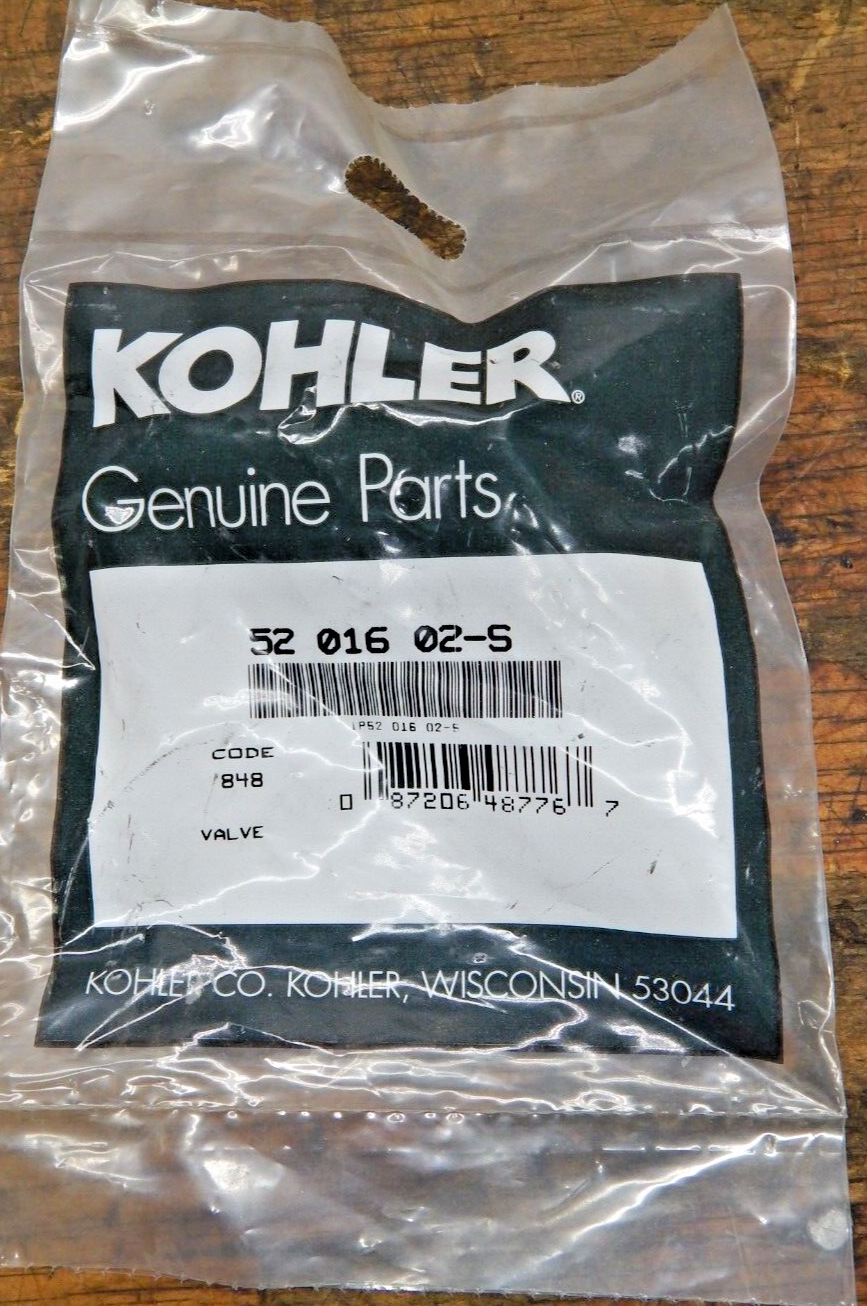 KOHLER®
Genuine Parts
52 016 02-S
1P52 016 02-S
CODE
848
0 87206 48776 7
VALVE
KOHLER CO. KOHLER, WISCONSIN 53044